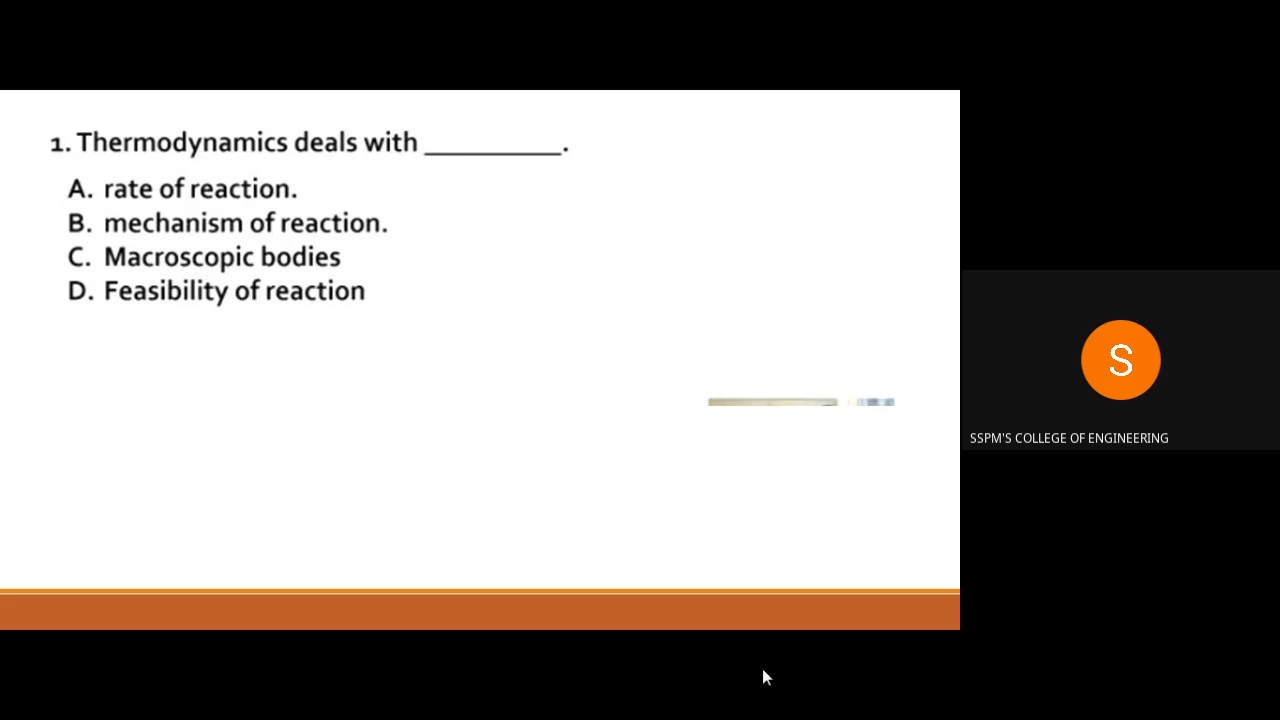 1. Thermodynamics deals with __________.
A. rate of reaction.
B. mechanism of reaction.
C. Macroscopic bodies
D. Feasibility of reaction
S
SSPM'S COLLEGE OF ENGINEERING